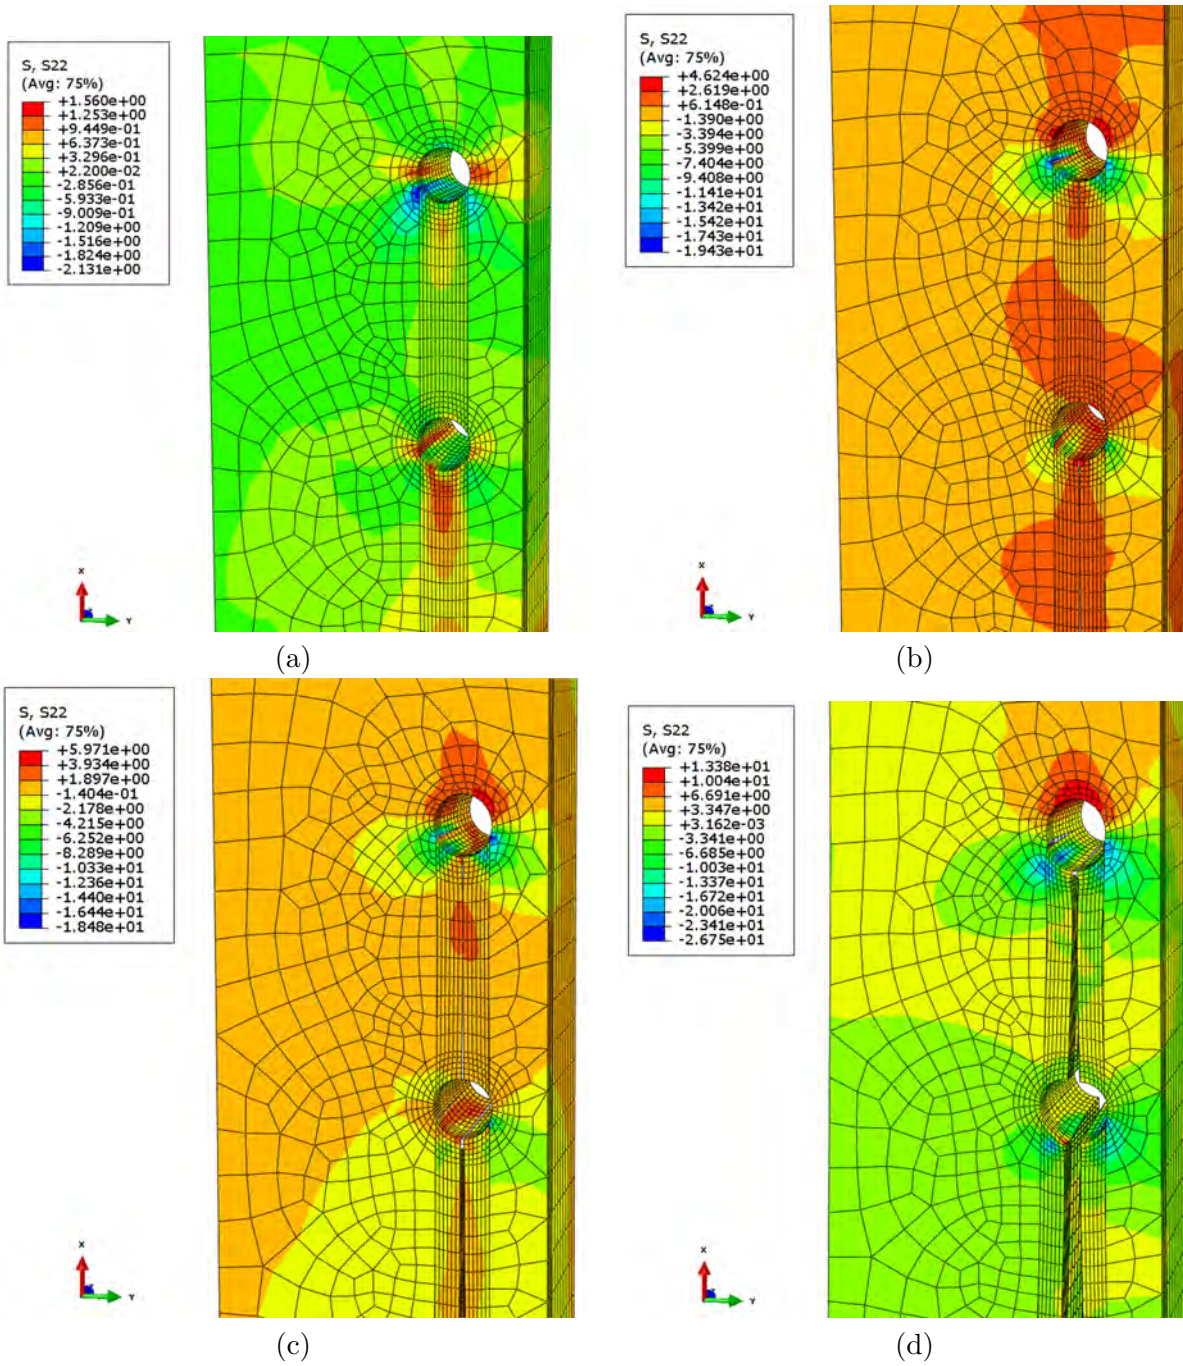 S, S22
(Avg: 75%)
+1.560e+00
+1.253e+00
+9.449e-01
+6.373e-01
+3.296e-01
+2.200e-02
-2.856e-01
-5.933e-01
-9.009e-01
-1.209e+00
-1.516e+00
-1.824e+00
-2.131e+00
X
Y
(a)
S, S22
(Avg: 75%)
+4.624e+00
+2.619e+00
+6.148e-01
-1.390e+00
-3.394e+00
-5.399e+00
-7.404e+00
-9.408e+00
-1.141e+01
-1.342e+01
-1.542e+01
-1.743e+01
-1.943e+01
X
Y
(b)
S, S22
(Avg: 75%)
+5.971e+00
+3.934e+00
+1.897e+00
-1.404e-01
-2.178e+00
-4.215e+00
-6.252e+00
-8.289e+00
-1.033e+01
-1.236e+01
-1.440e+01
-1.644e+01
-1.848e+01
X
Y
(c)
S, S22
(Avg: 75%)
+1.338e+01
+1.004e+01
+6.691e+00
+3.347e+00
+3.162e-03
-3.341e+00
-6.685e+00
-1.003e+01
-1.337e+01
-1.672e+01
-2.006e+01
-2.341e+01
-2.675e+01
X
Y
(d)